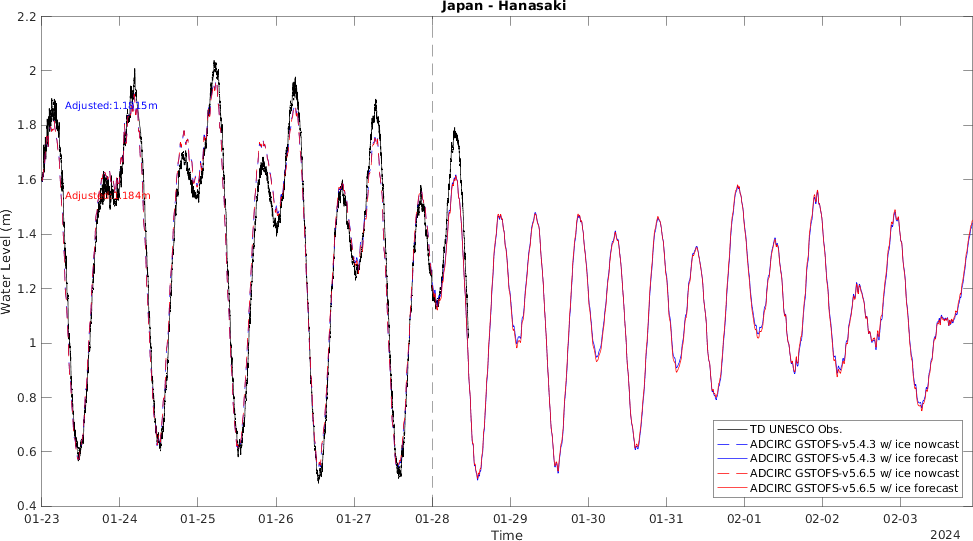 Japan - Hanasaki
2.2
2
1.8
1.6
1.4
1.2
1
0.8
0.6
0.4
Water Level (m)
Adjusted:1.1815m
TD UNESCO Obs.
ADCIRC GSTOFS-v5.4.3 w/ ice nowcast
ADCIRC GSTOFS-v5.4.3 w/ ice forecast
ADCIRC GSTOFS-v5.6.5 w/ ice nowcast
ADCIRC GSTOFS-v5.6.5 w/ ice forecast
01-23 01-24 01-25 01-26 01-27 01-28 01-29 01-30 01-31 02-01 02-02 02-03
Time
2024